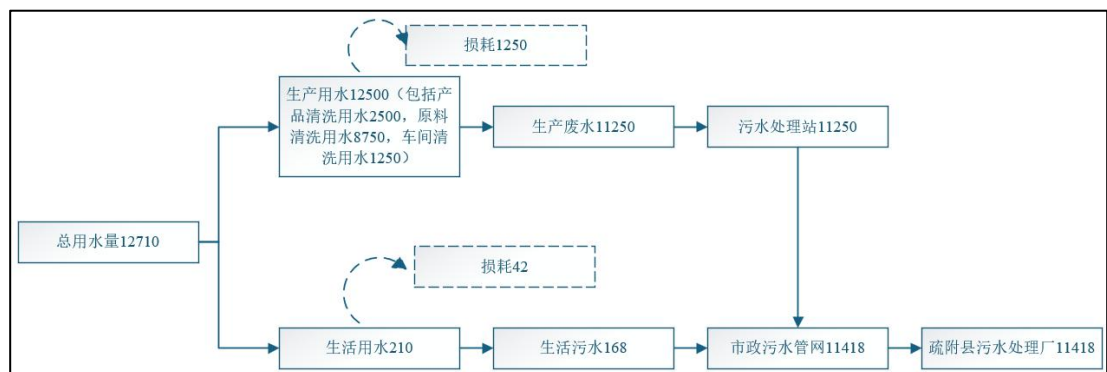 损耗1250
生产用水12500（包括产
品清洗用水2500，原料
清洗用水8750，车间清
洗用水1250）
生产废水11250
污水处理站11250
总用水量12710
损耗42
生活用水210
生活污水168
市政污水管网11418
疏附县污水处理厂11418